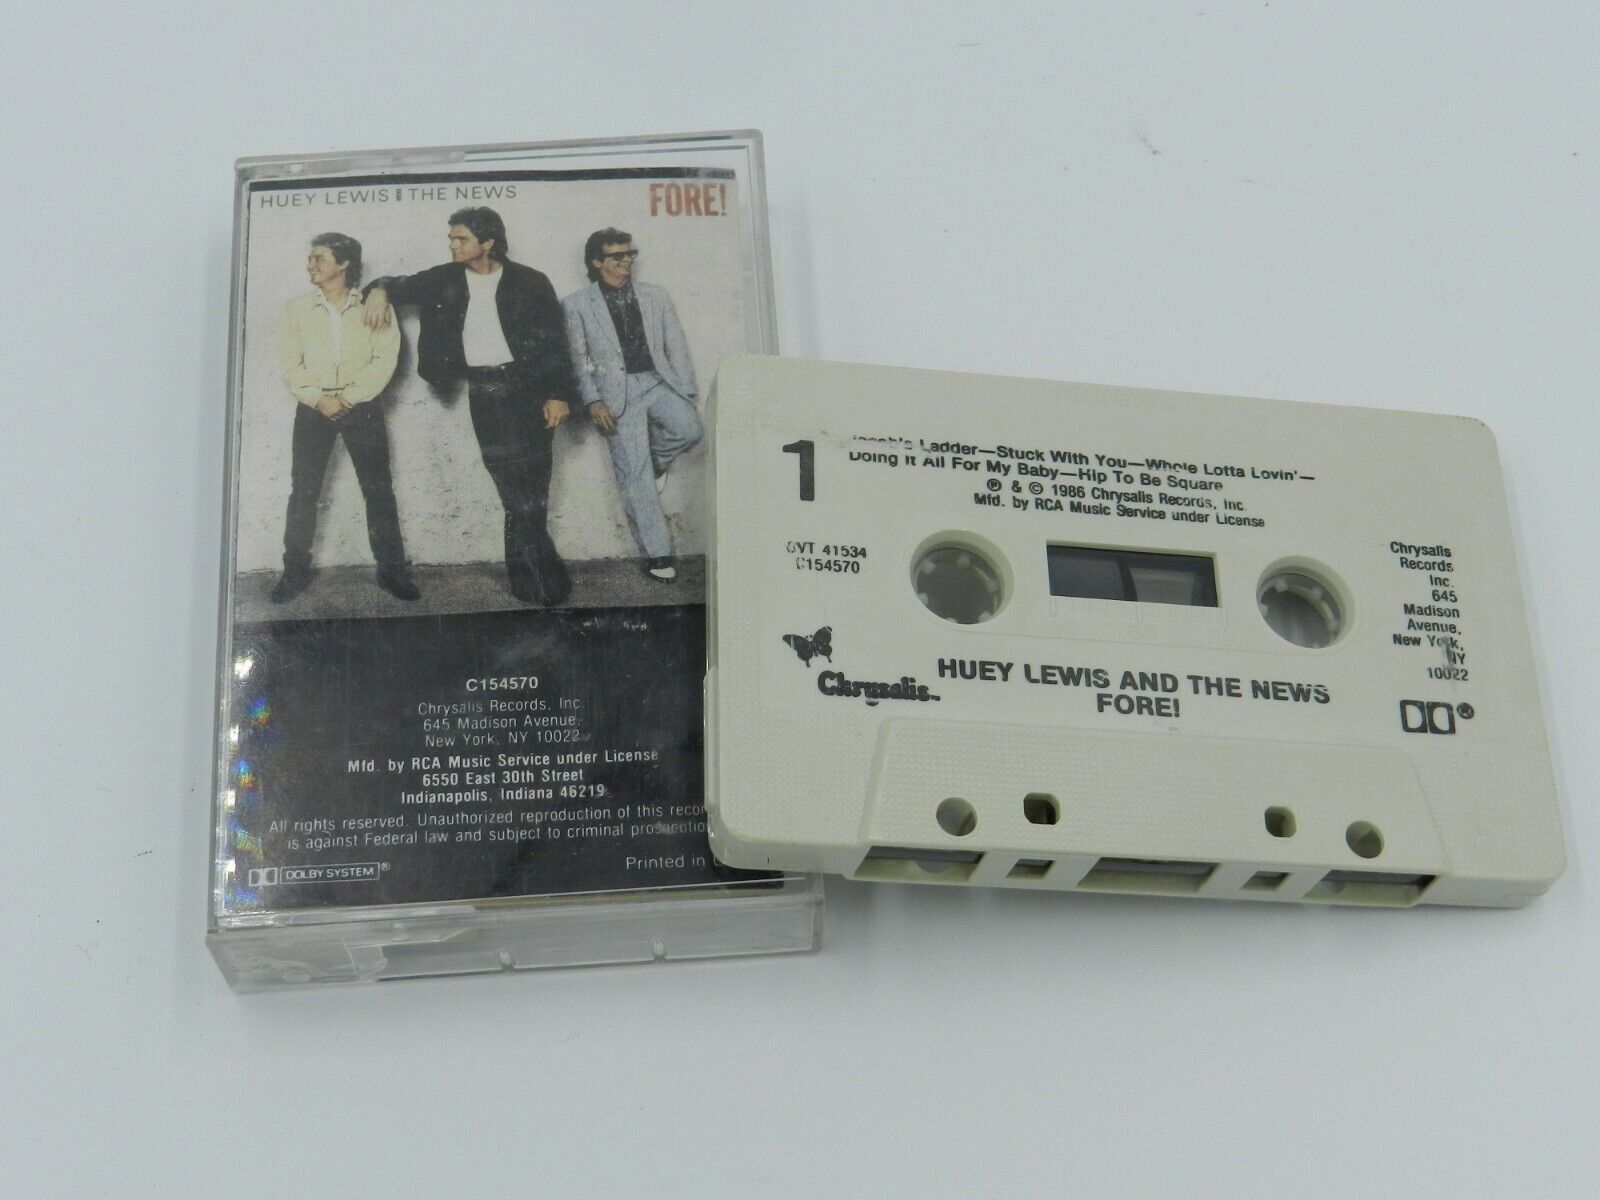 HUEY LEWIS AND THE NEWS
FORE!
C154570
Chrysalis Records, Inc.
645 Madison Avenue,
New York, NY 10022
Mfd. by RCA Music Service under License
6550 East 30th Street
Indianapolis, Indiana 46219
All rights reserved. Unauthorized reproduction of this
is against Federal law and subject to criminal
DOLBY SYSTEM®
Printed in
1
Jacob's Ladder—Stuck With You—Whole Lotta Lovin'—
Doing It All For My Baby—Hip To Be Square
℗ & © 1986 Chrysalis Records, Inc.
Mfd. by RCA Music Service under License
OVT 41534
C154570
Chrysalis
Records
Inc.
645
Madison
Avenue,
New York,
NY
10022
Chrysalis™
HUEY LEWIS AND THE NEWS
FORE!
®